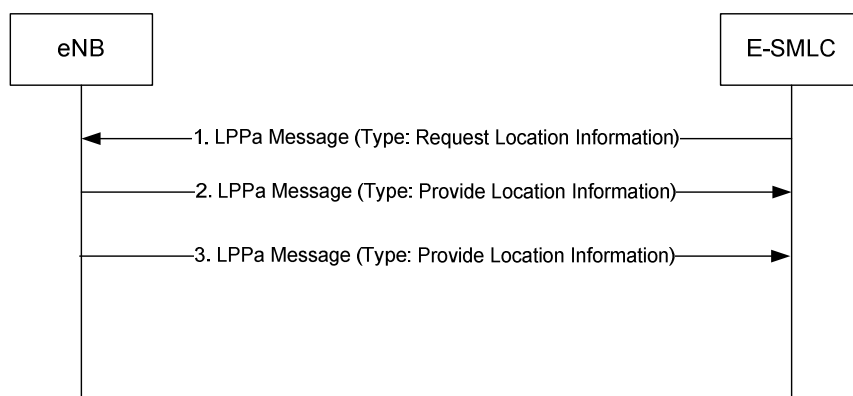 eNB
E-SMLC
1. LPPa Message (Type: Request Location Information)
2. LPPa Message (Type: Provide Location Information)
3. LPPa Message (Type: Provide Location Information)